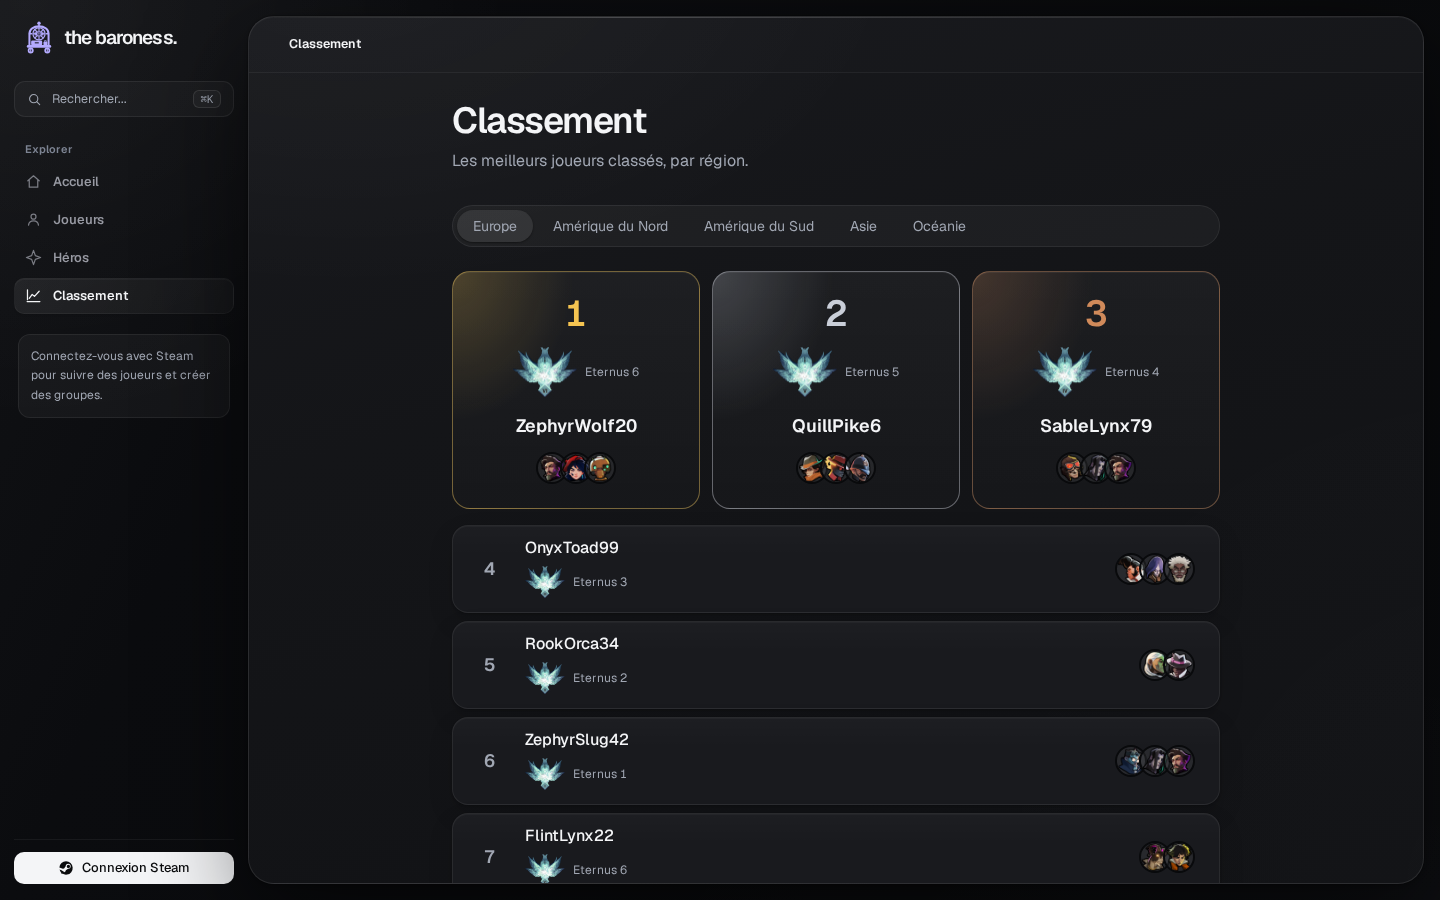 the baroness.
Rechercher...
⌘K
Explorer
Accueil
Joueurs
Héros
Classement
Connectez-vous avec Steam
pour suivre des joueurs et créer
des groupes.
Connexion Steam
Classement
Classement
Les meilleurs joueurs classés, par région.
Europe
Amérique du Nord
Amérique du Sud
Asie
Océanie
1
Eternus 6
ZephyrWolf20
2
Eternus 5
QuillPike6
3
Eternus 4
SableLynx79
4
OnyxToad99
Eternus 3
5
RookOrca34
Eternus 2
6
ZephyrSlug42
Eternus 1
7
FlintLynx22
Eternus 6